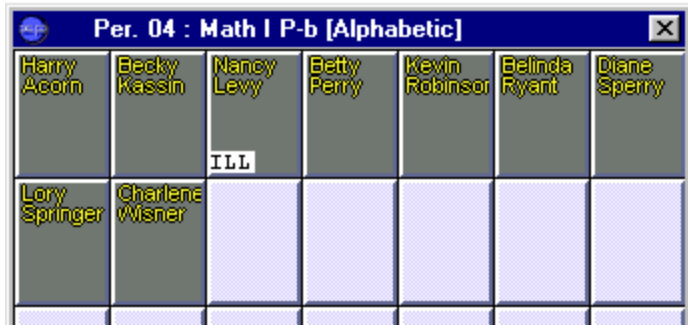 Per. 04 : Math I P-b [Alphabetic]
Harry Acorn
Becky Kassin
Nancy Levy
ILL
Betty Perry
Kevin Robinson
Belinda Ryant
Diane Sperry
Lory Springer
Charlene Wisner